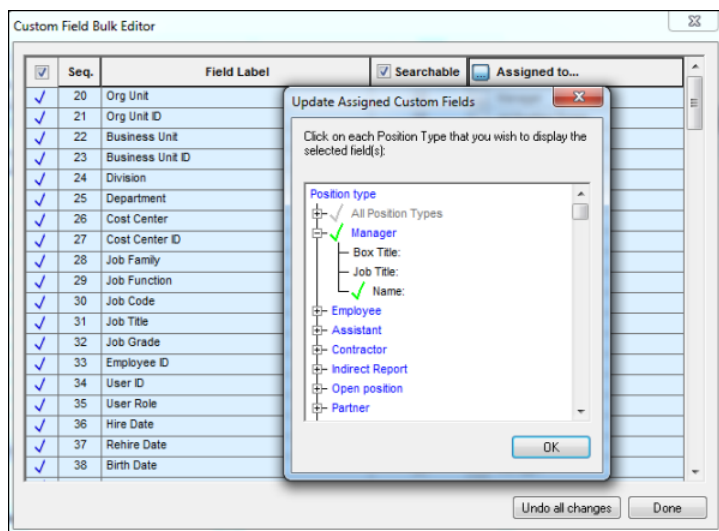 Custom Field Bulk Editor
Seq. Field Label Searchable Assigned to...
20 Org Unit
21 Org Unit ID
22 Business Unit
23 Business Unit ID
24 Division
25 Department
26 Cost Center
27 Cost Center ID
28 Job Family
29 Job Function
30 Job Code
31 Job Title
32 Job Grade
33 Employee ID
34 User ID
35 User Role
36 Hire Date
37 Rehire Date
38 Birth Date
Update Assigned Custom Fields
Click on each Position Type that you wish to display the
selected field(s):
Position type
All Position Types
Manager
Box Title:
Job Title:
Name:
Employee
Assistant
Contractor
Indirect Report
Open position
Partner
OK
Undo all changes Done